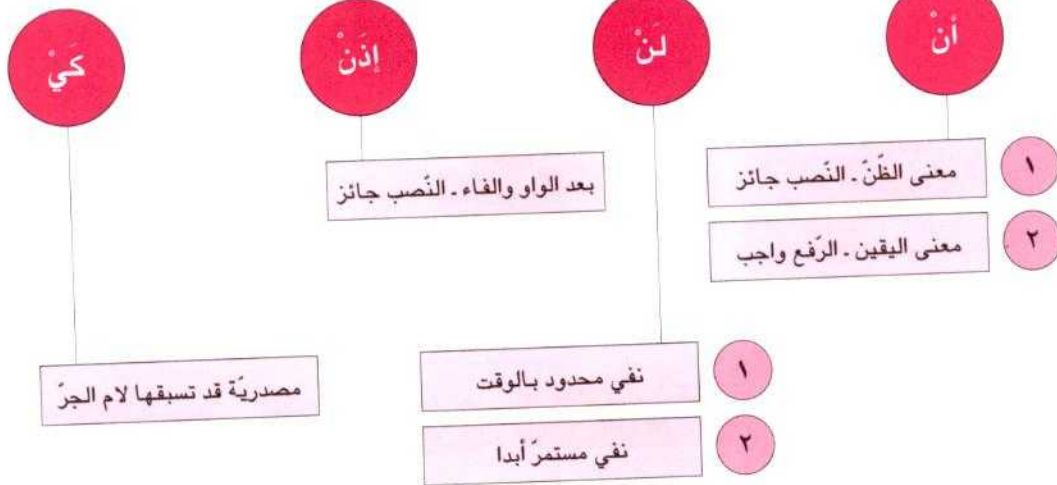 أنْ
لَنْ
إذَنْ
كَيْ
١
معنى الظّنّ ـ النّصب جائز
٢
معنى اليقين ـ الرّفع واجب
بعد الواو والفاء ـ النّصب جائز
١
نفي محدود بالوقت
٢
نفي مستمرّ أبدا
مصدريّة قد تسبقها لام الجرّ